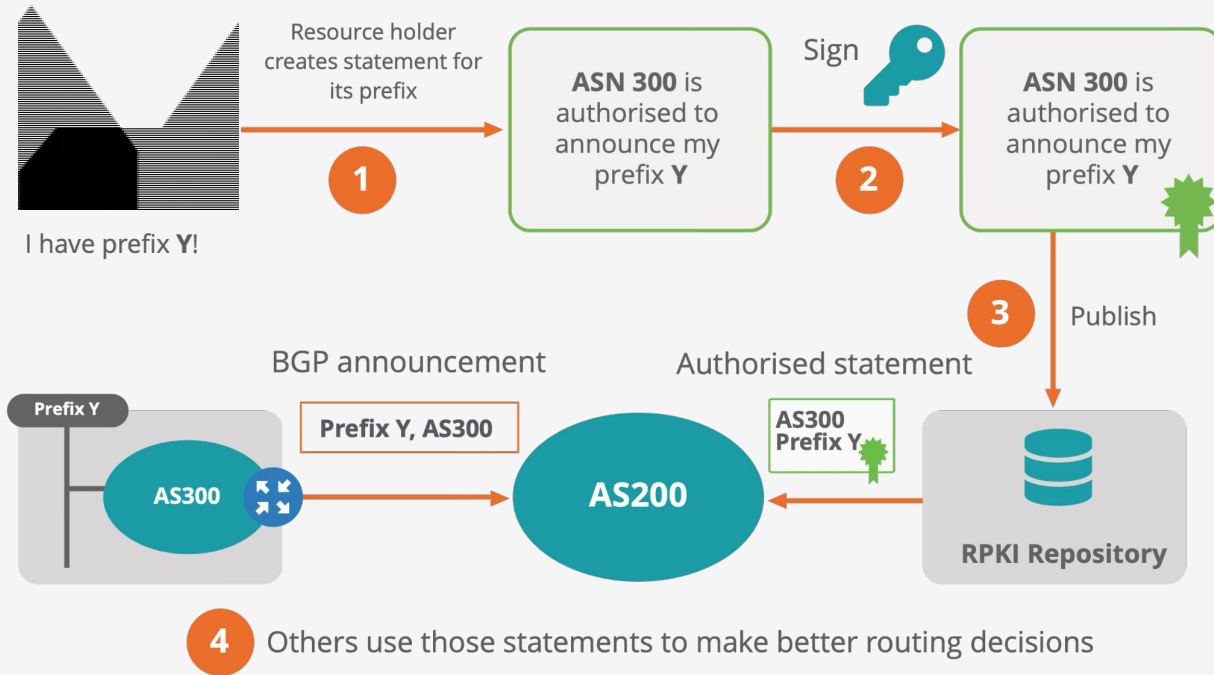 Resource holder
creates statement for
its prefix
1
ASN 300 is
authorised to
announce my
prefix Y
Sign
2
ASN 300 is
authorised to
announce my
prefix Y
I have prefix Y!
3
Publish
BGP announcement
Authorised statement
Prefix Y
Prefix Y, AS300
AS300
Prefix Y
AS300
AS200
RPKI Repository
4
Others use those statements to make better routing decisions